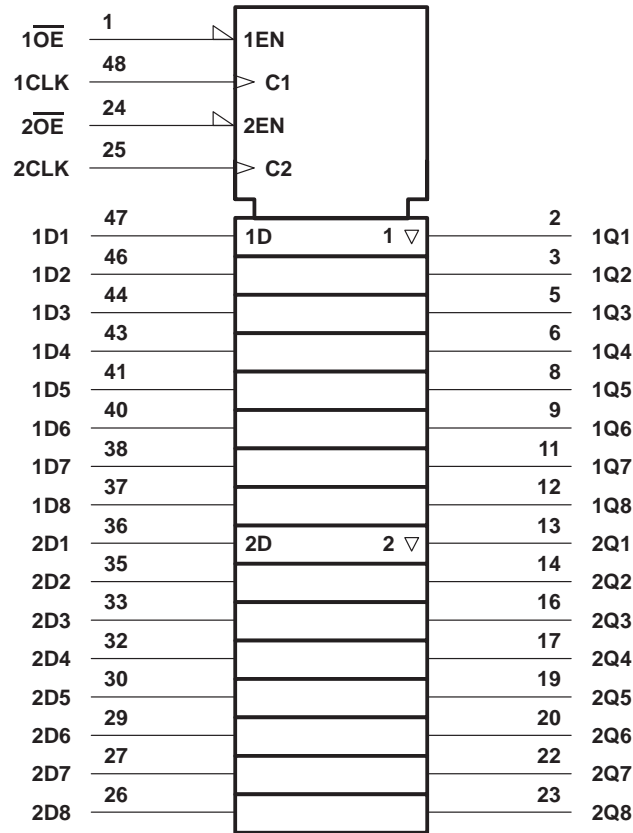 1O̅E̅ 1 1EN
1CLK 48 C1
2O̅E̅ 24 2EN
2CLK 25 C2
1D1 47 1D 1 ▽ 2 1Q1
1D2 46 3 1Q2
1D3 44 5 1Q3
1D4 43 6 1Q4
1D5 41 8 1Q5
1D6 40 9 1Q6
1D7 38 11 1Q7
1D8 37 12 1Q8
2D1 36 2D 2 ▽ 13 2Q1
2D2 35 14 2Q2
2D3 33 16 2Q3
2D4 32 17 2Q4
2D5 30 19 2Q5
2D6 29 20 2Q6
2D7 27 22 2Q7
2D8 26 23 2Q8